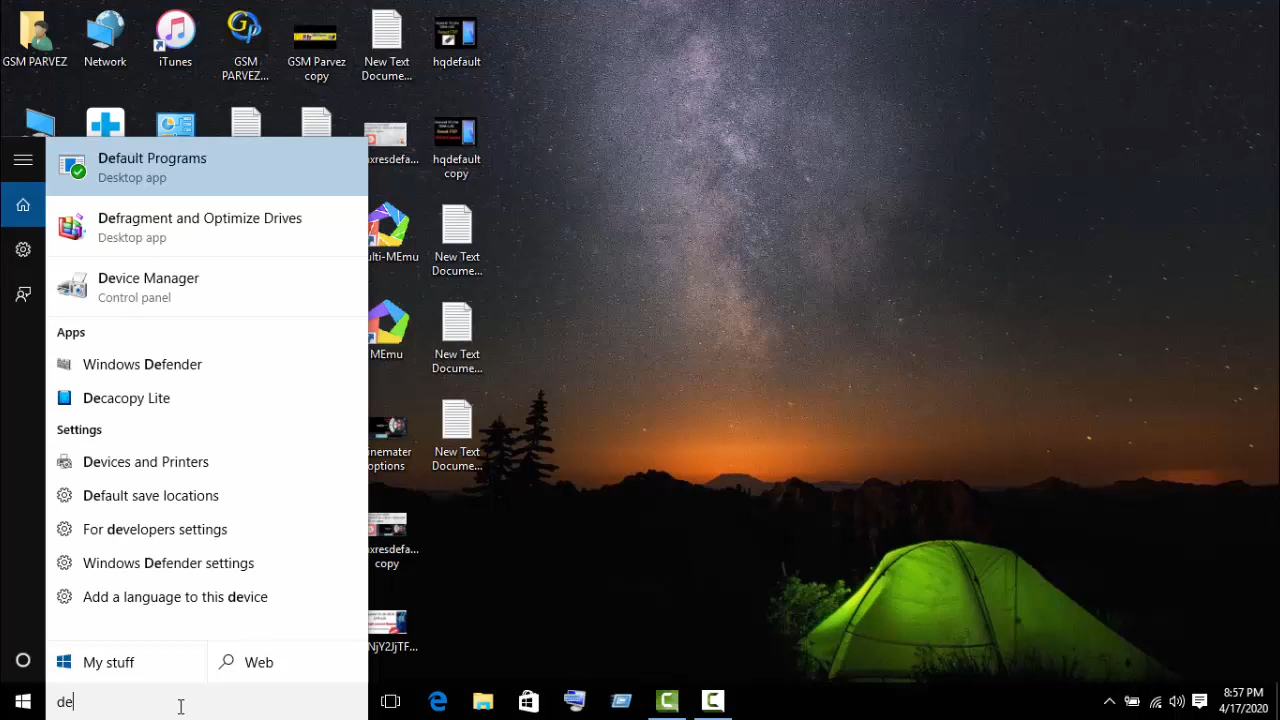 GSM PARVEZ
Network
iTunes
GSM PARVEZ...
GSM Parvez copy
New Text Docume...
hqdefault
hqdefault copy
ulti-MEmu
New Text Docume...
MEmu
New Text Docume...
inemater options
New Text Docume...
xresdefa...
xresdefa... copy
NjY2JjTF...
Default Programs
Desktop app
Defragment and Optimize Drives
Desktop app
Device Manager
Control panel
Apps
Windows Defender
Decacopy Lite
Settings
Devices and Printers
Default save locations
For developers settings
Windows Defender settings
Add a language to this device
My stuff
Web
de
8:57 PM
4/17/2020